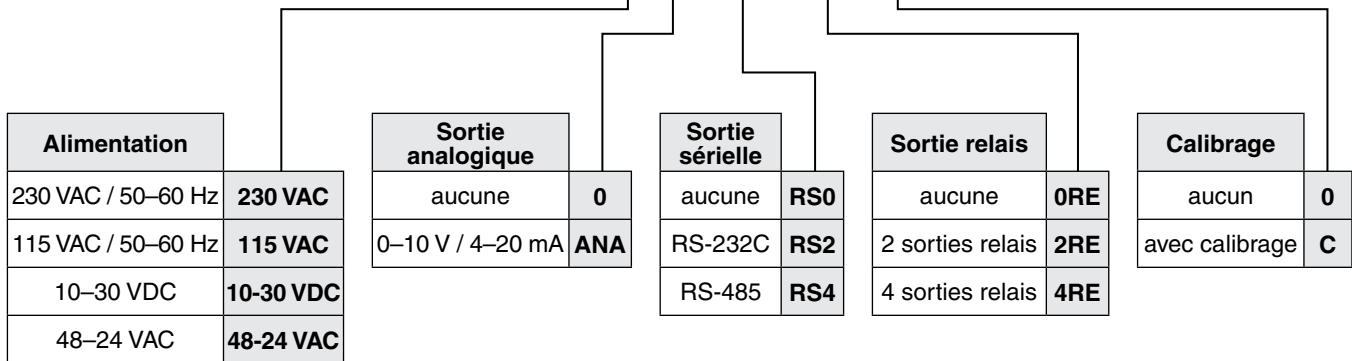 Alimentation
230 VAC / 50–60 Hz 230 VAC
115 VAC / 50–60 Hz 115 VAC
10–30 VDC 10-30 VDC
48–24 VAC 48-24 VAC
Sortie
analogique
aucune 0
0–10 V / 4–20 mA ANA
Sortie
sérielle
aucune RS0
RS-232C RS2
RS-485 RS4
Sortie relais
aucune 0RE
2 sorties relais 2RE
4 sorties relais 4RE
Calibrage
aucun 0
avec calibrage C